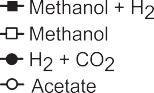 Methanol + H₂
Methanol
H₂ + CO₂
Acetate